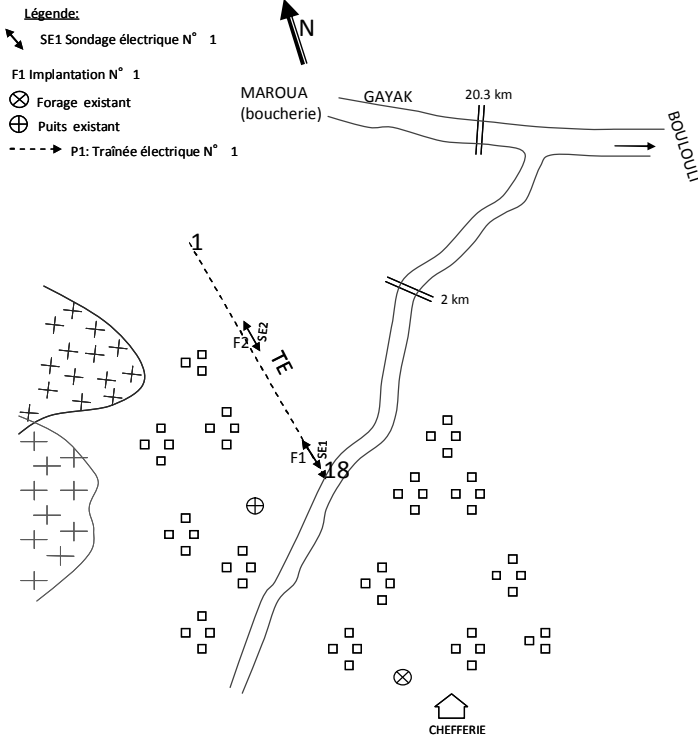 Légende:
SE1 Sondage électrique N° 1
F1 Implantation N° 1
Forage existant
Puits existant
P1: Traînée électrique N° 1
N
MAROUA
(boucherie)
GAYAK
20.3 km
BOULOULI
1
2 km
SE2
F2
TE
SE1
F1
18
CHEFFERIE